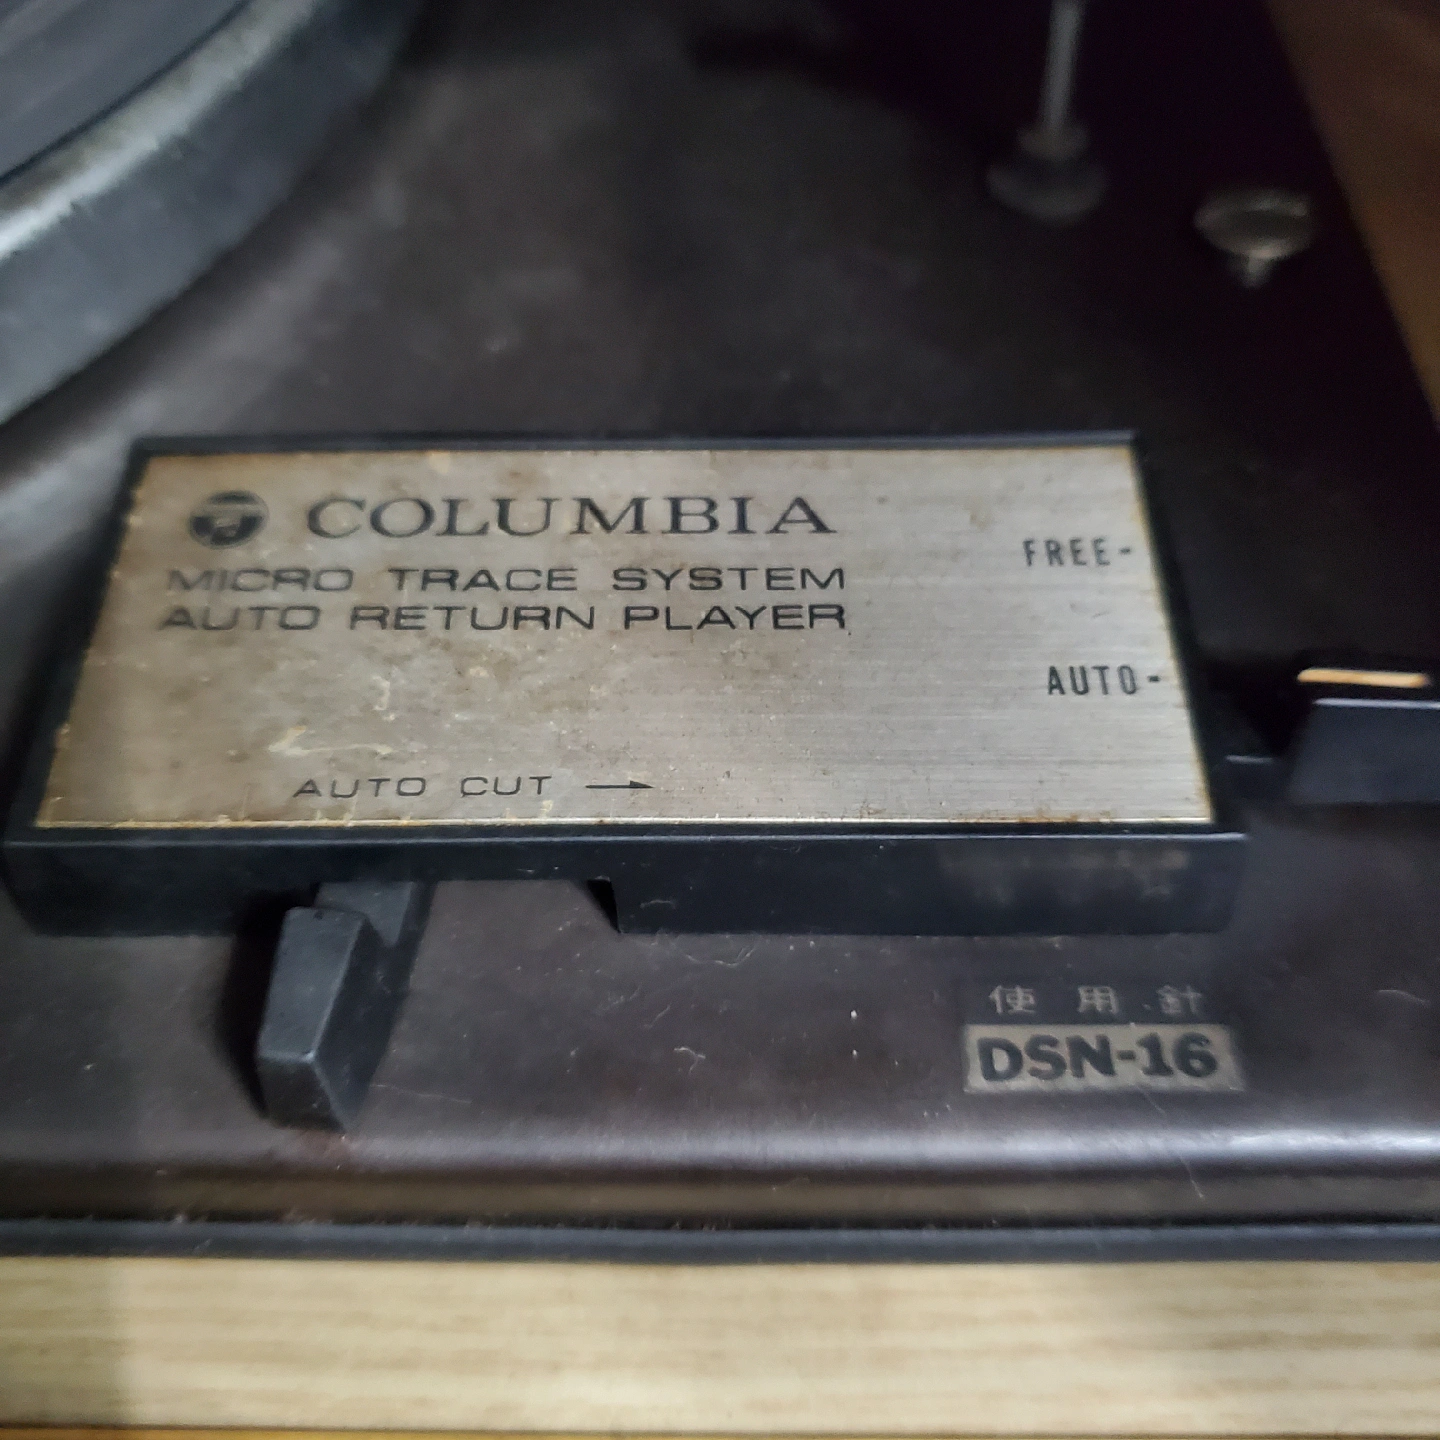 COLUMBIA
MICRO TRACE SYSTEM
AUTO RETURN PLAYER
FREE-
AUTO-
AUTO CUT →
使用針
DSN-16